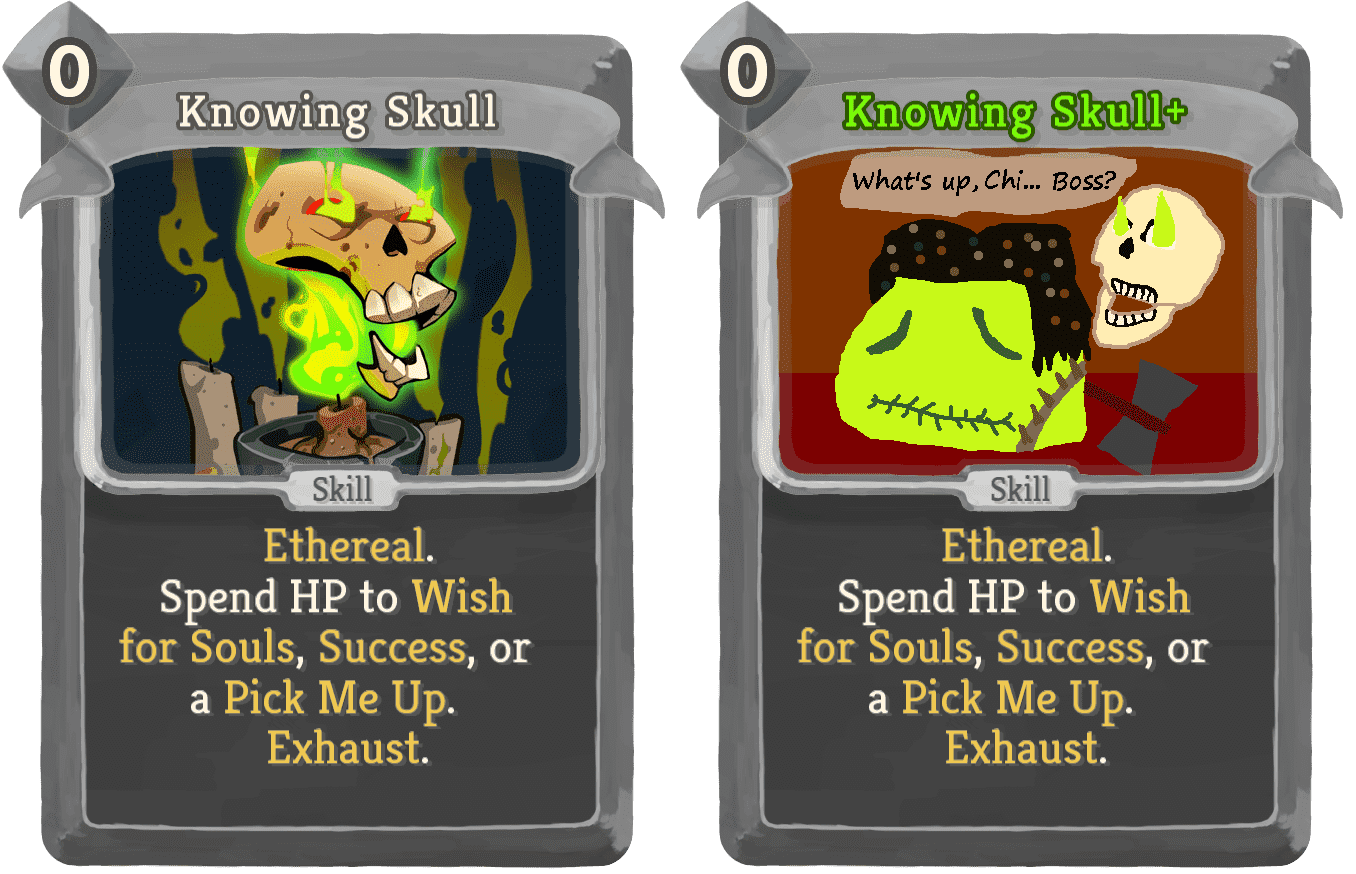 0
Knowing Skull
Skill
Ethereal.
Spend HP to Wish
for Souls, Success, or
a Pick Me Up.
Exhaust.
0
Knowing Skull+
What's up, Chi... Boss?
Skill
Ethereal.
Spend HP to Wish
for Souls, Success, or
a Pick Me Up.
Exhaust.